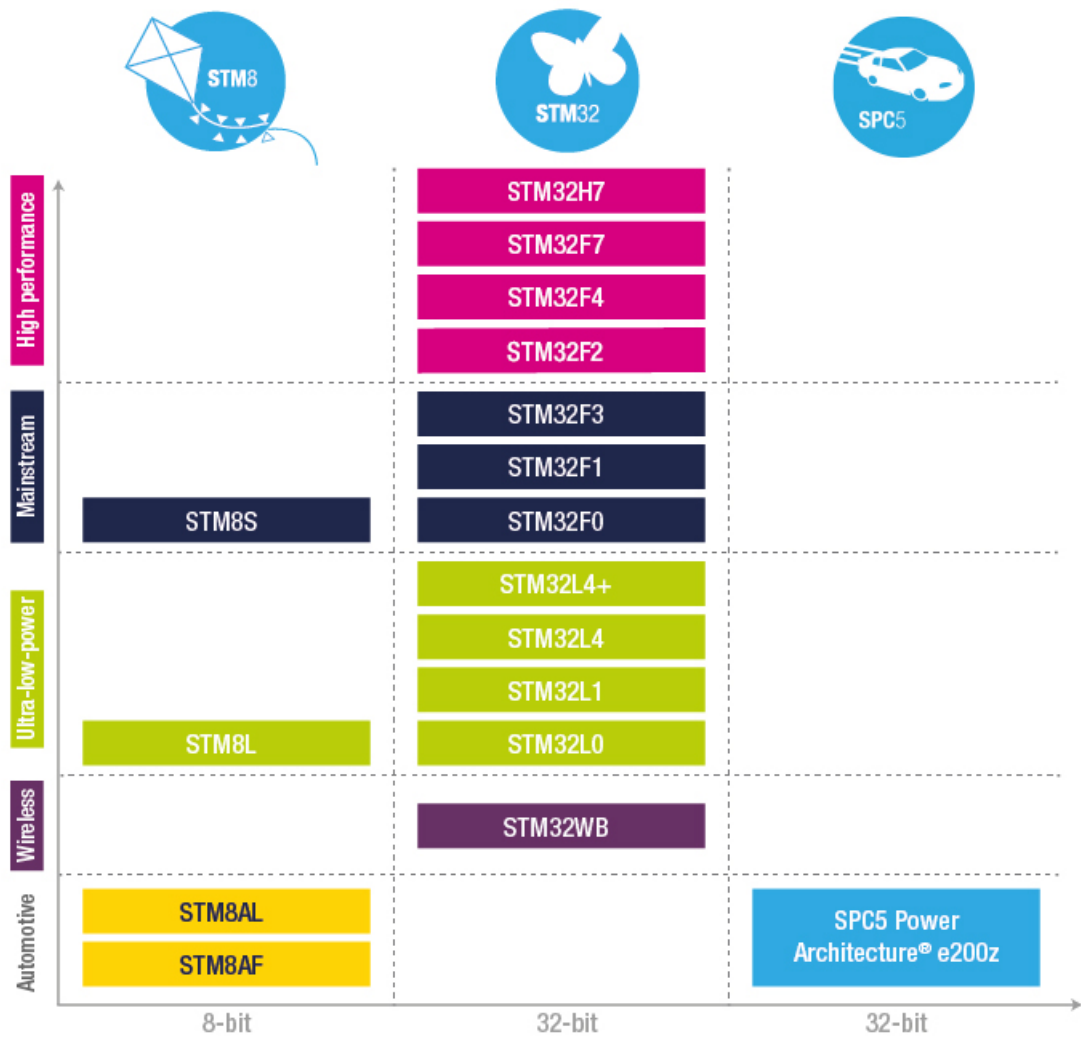 STM8
STM32
SPC5
High performance
STM32H7
STM32F7
STM32F4
STM32F2
Mainstream
STM32F3
STM32F1
STM8S
STM32F0
Ultra-low-power
STM32L4+
STM32L4
STM32L1
STM8L
STM32L0
Wireless
STM32WB
Automotive
STM8AL
STM8AF
SPC5 Power
Architecture® e200z
8-bit
32-bit
32-bit